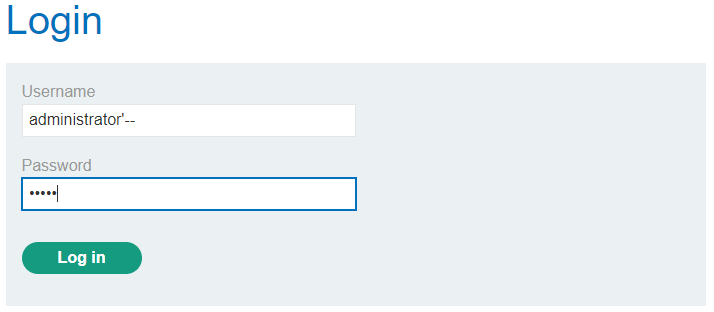 Login
Username
administrator'--
Password
•••••
Log in